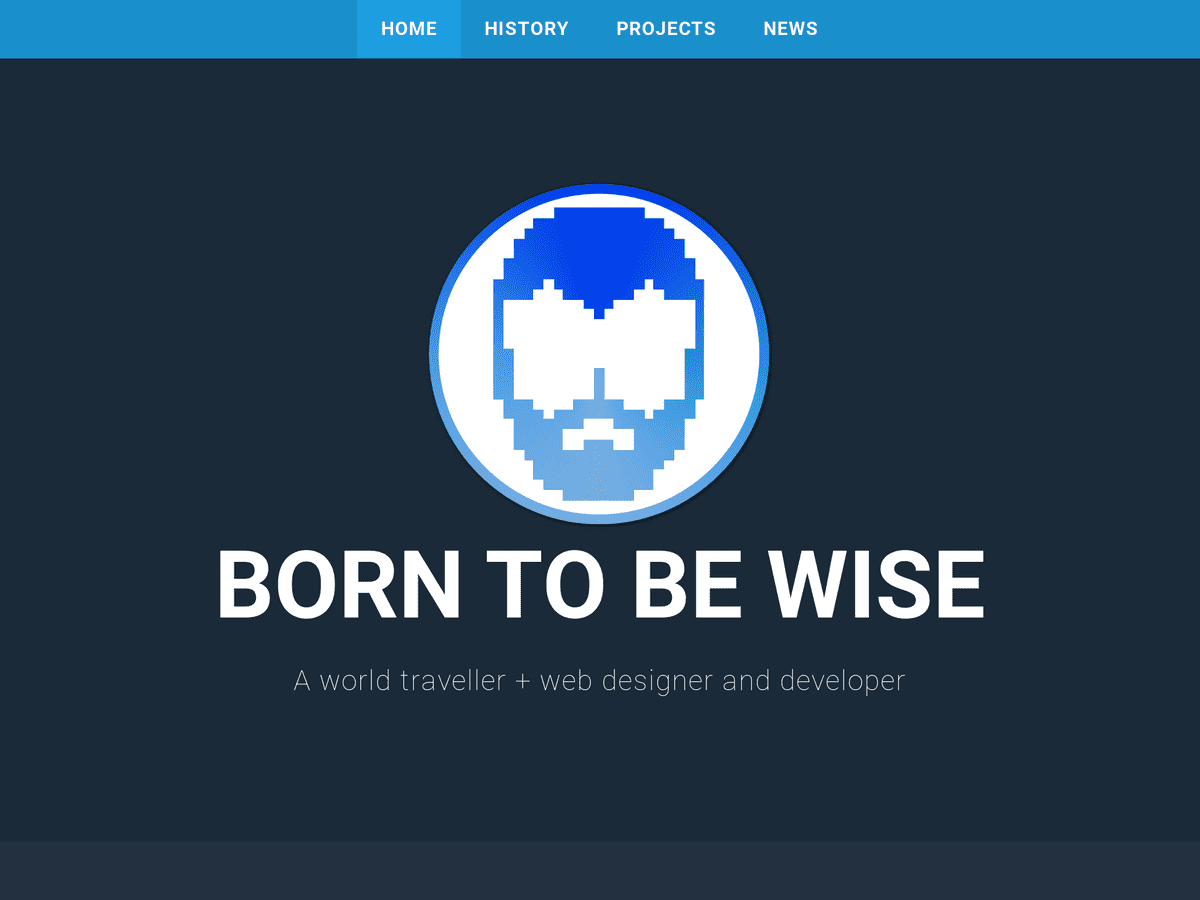 HOME HISTORY PROJECTS NEWS
BORN TO BE WISE
A world traveller + web designer and developer